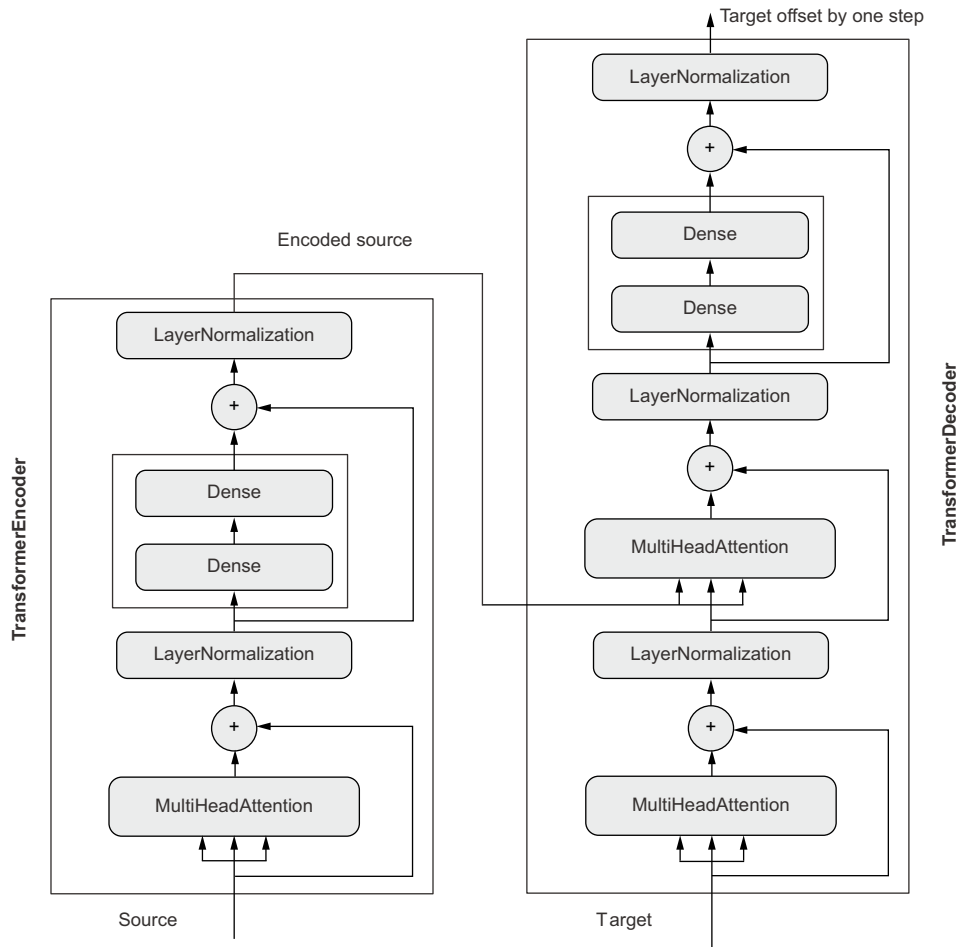 Target offset by one step
LayerNormalization
+
Dense
Dense
LayerNormalization
+
MultiHeadAttention
LayerNormalization
+
MultiHeadAttention
Target
TransformerDecoder
Encoded source
LayerNormalization
+
Dense
Dense
LayerNormalization
+
MultiHeadAttention
Source
TransformerEncoder